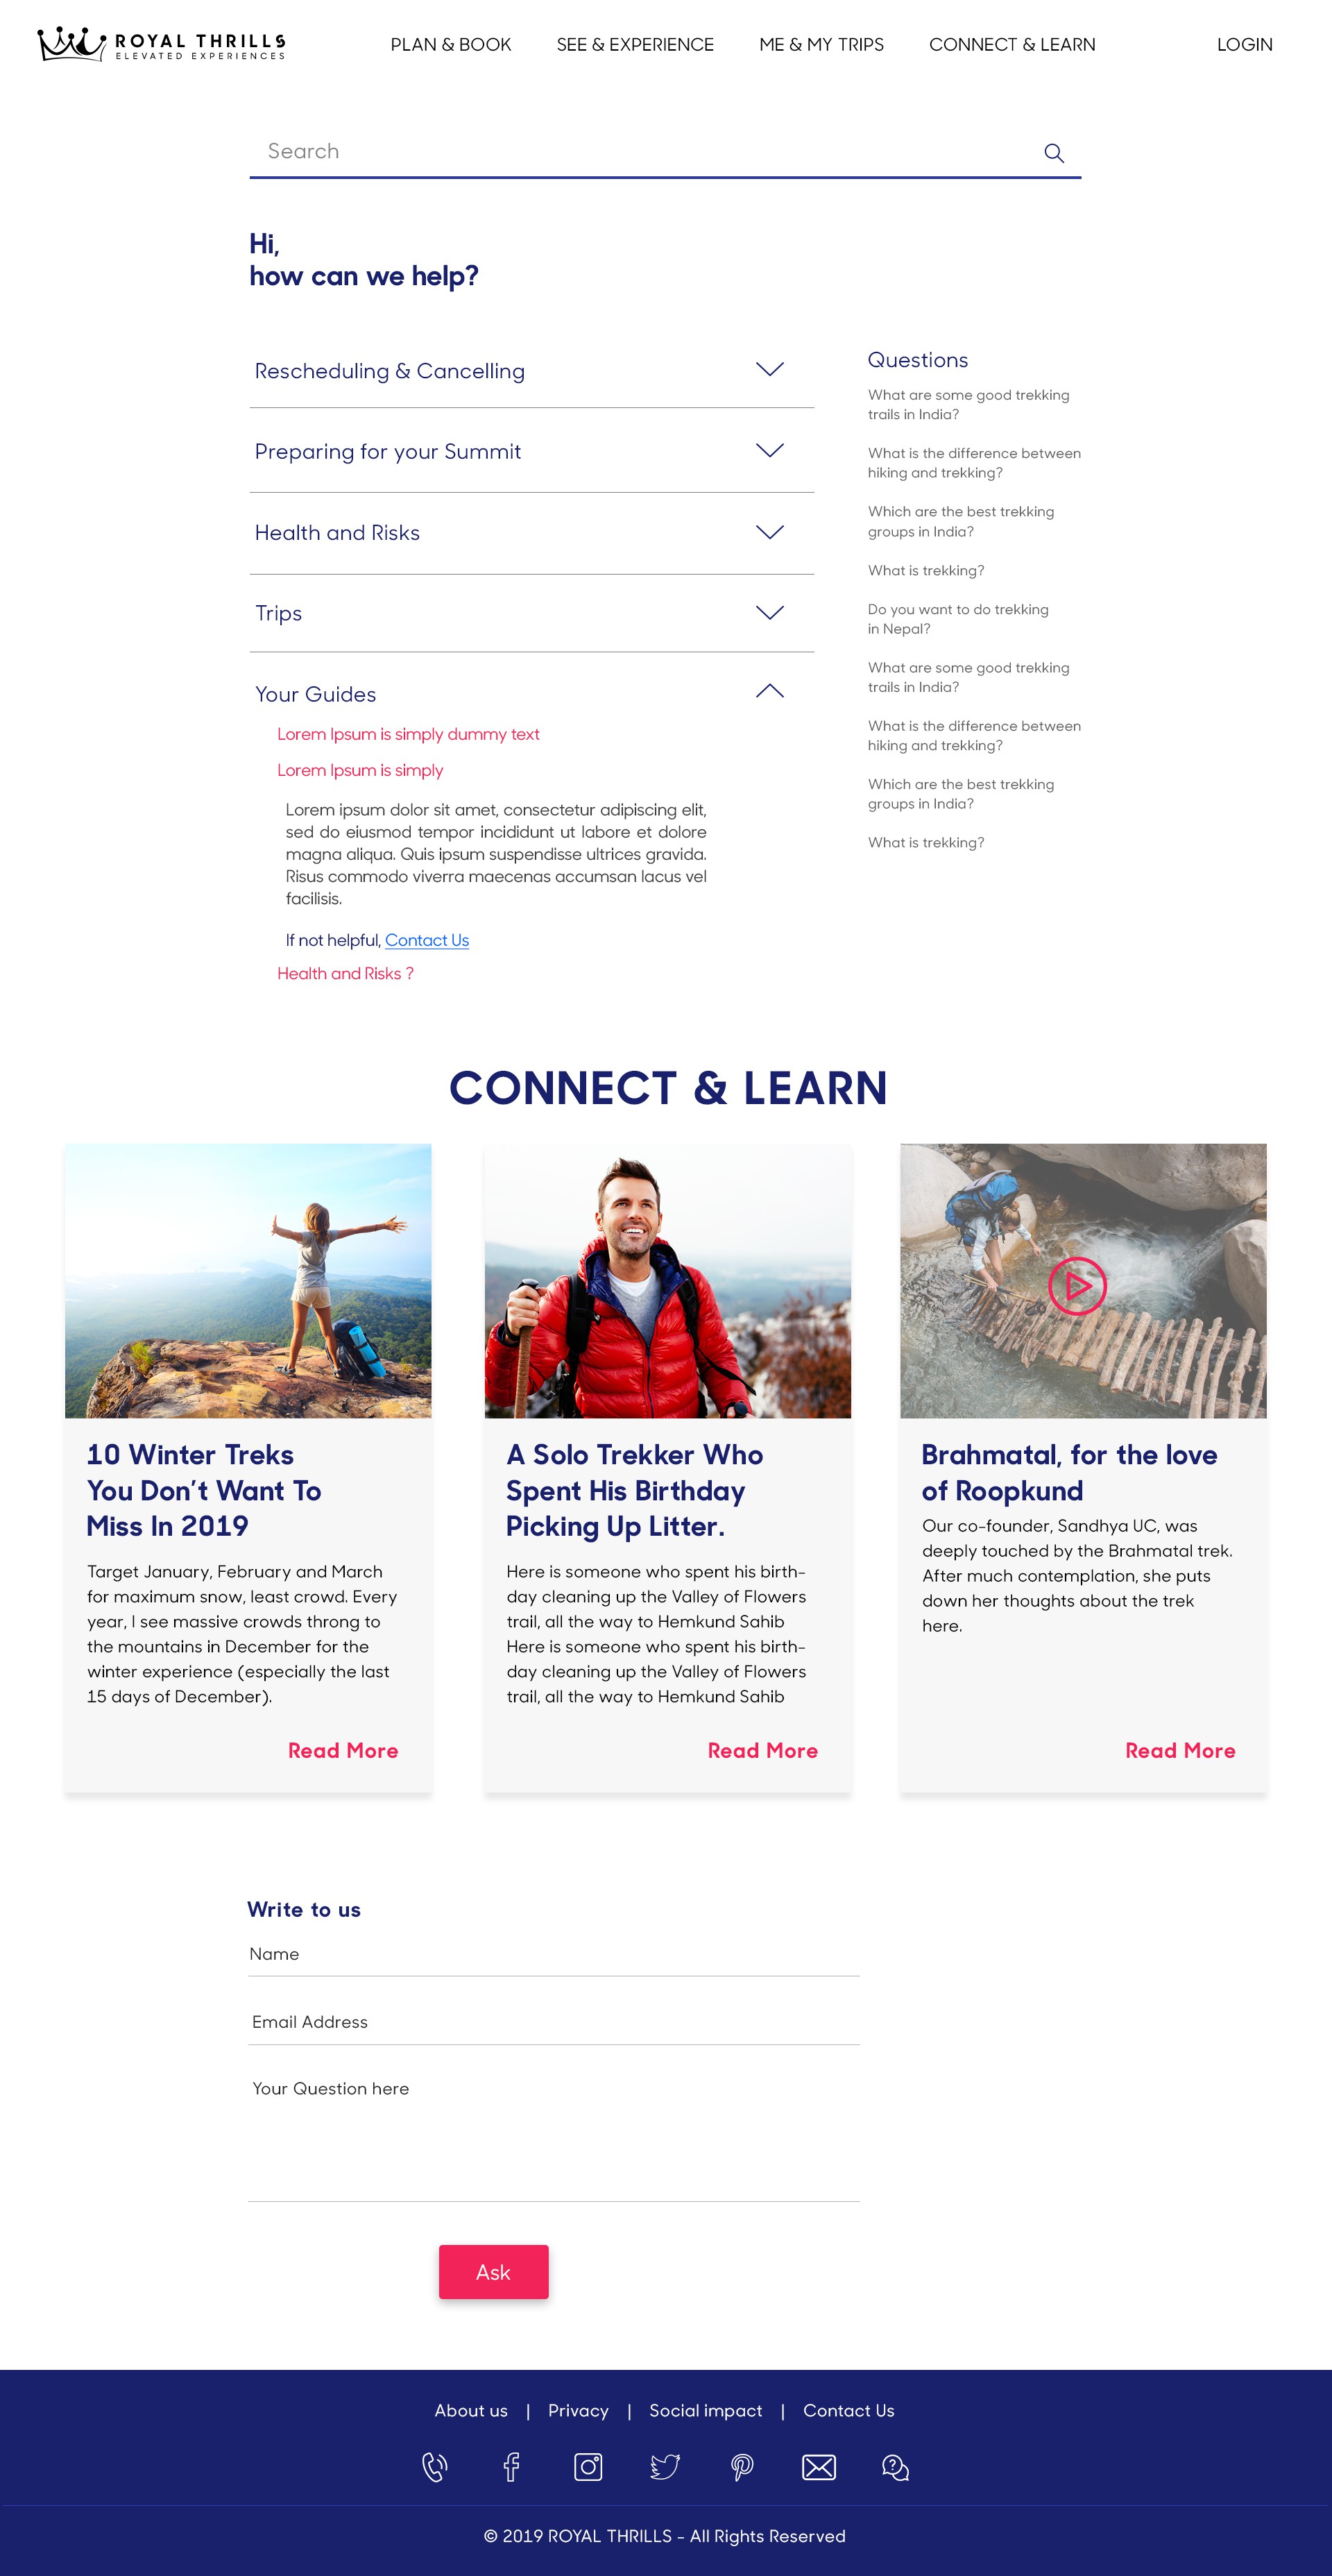 ROYAL THRILLS
ELEVATED EXPERIENCES
PLAN & BOOK
SEE & EXPERIENCE
ME & MY TRIPS
CONNECT & LEARN
LOGIN
Search
Hi,
how can we help?
Rescheduling & Cancelling
Preparing for your Summit
Health and Risks
Trips
Your Guides
Lorem Ipsum is simply dummy text
Lorem Ipsum is simply
Lorem ipsum dolor sit amet, consectetur adipiscing elit,
sed do eiusmod tempor incididunt ut labore et dolore
magna aliqua. Quis ipsum suspendisse ultrices gravida.
Risus commodo viverra maecenas accumsan lacus vel
facilisis.
If not helpful, Contact Us
Health and Risks ?
Questions
What are some good trekking
trails in India?
What is the difference between
hiking and trekking?
Which are the best trekking
groups in India?
What is trekking?
Do you want to do trekking
in Nepal?
What are some good trekking
trails in India?
What is the difference between
hiking and trekking?
Which are the best trekking
groups in India?
What is trekking?
CONNECT & LEARN
10 Winter Treks
You Don't Want To
Miss In 2019
Target January, February and March
for maximum snow, least crowd. Every
year, I see massive crowds throng to
the mountains in December for the
winter experience (especially the last
15 days of December).
Read More
A Solo Trekker Who
Spent His Birthday
Picking Up Litter.
Here is someone who spent his birth-
day cleaning up the Valley of Flowers
trail, all the way to Hemkund Sahib
Here is someone who spent his birth-
day cleaning up the Valley of Flowers
trail, all the way to Hemkund Sahib
Read More
Brahmatal, for the love
of Roopkund
Our co-founder, Sandhya UC, was
deeply touched by the Brahmatal trek.
After much contemplation, she puts
down her thoughts about the trek
here.
Read More
Write to us
Name
Email Address
Your Question here
Ask
About us | Privacy | Social impact | Contact Us
© 2019 ROYAL THRILLS - All Rights Reserved